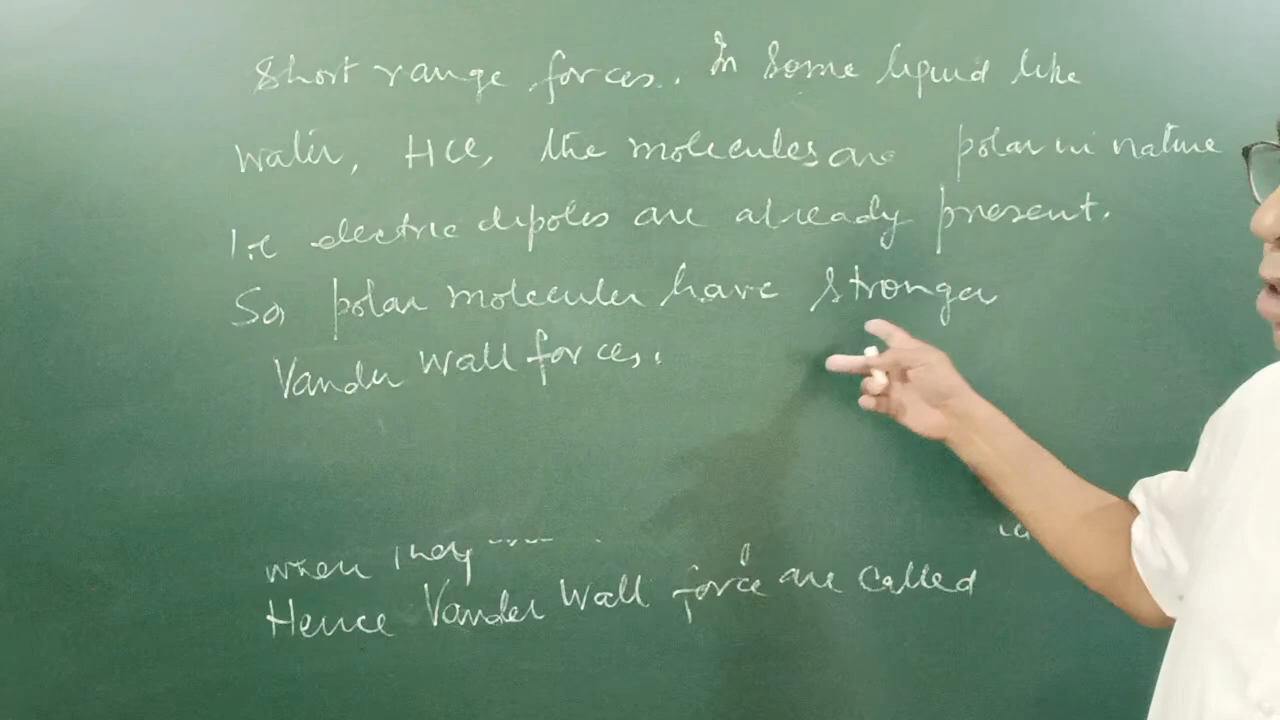 Short range forces. In some liquid like
water, HCl, the molecules are polar in nature
I.e electric dipoles are already present.
So, polar molecules have stronger
Vander Wall forces.
when they
Hence Vander Wall force are called